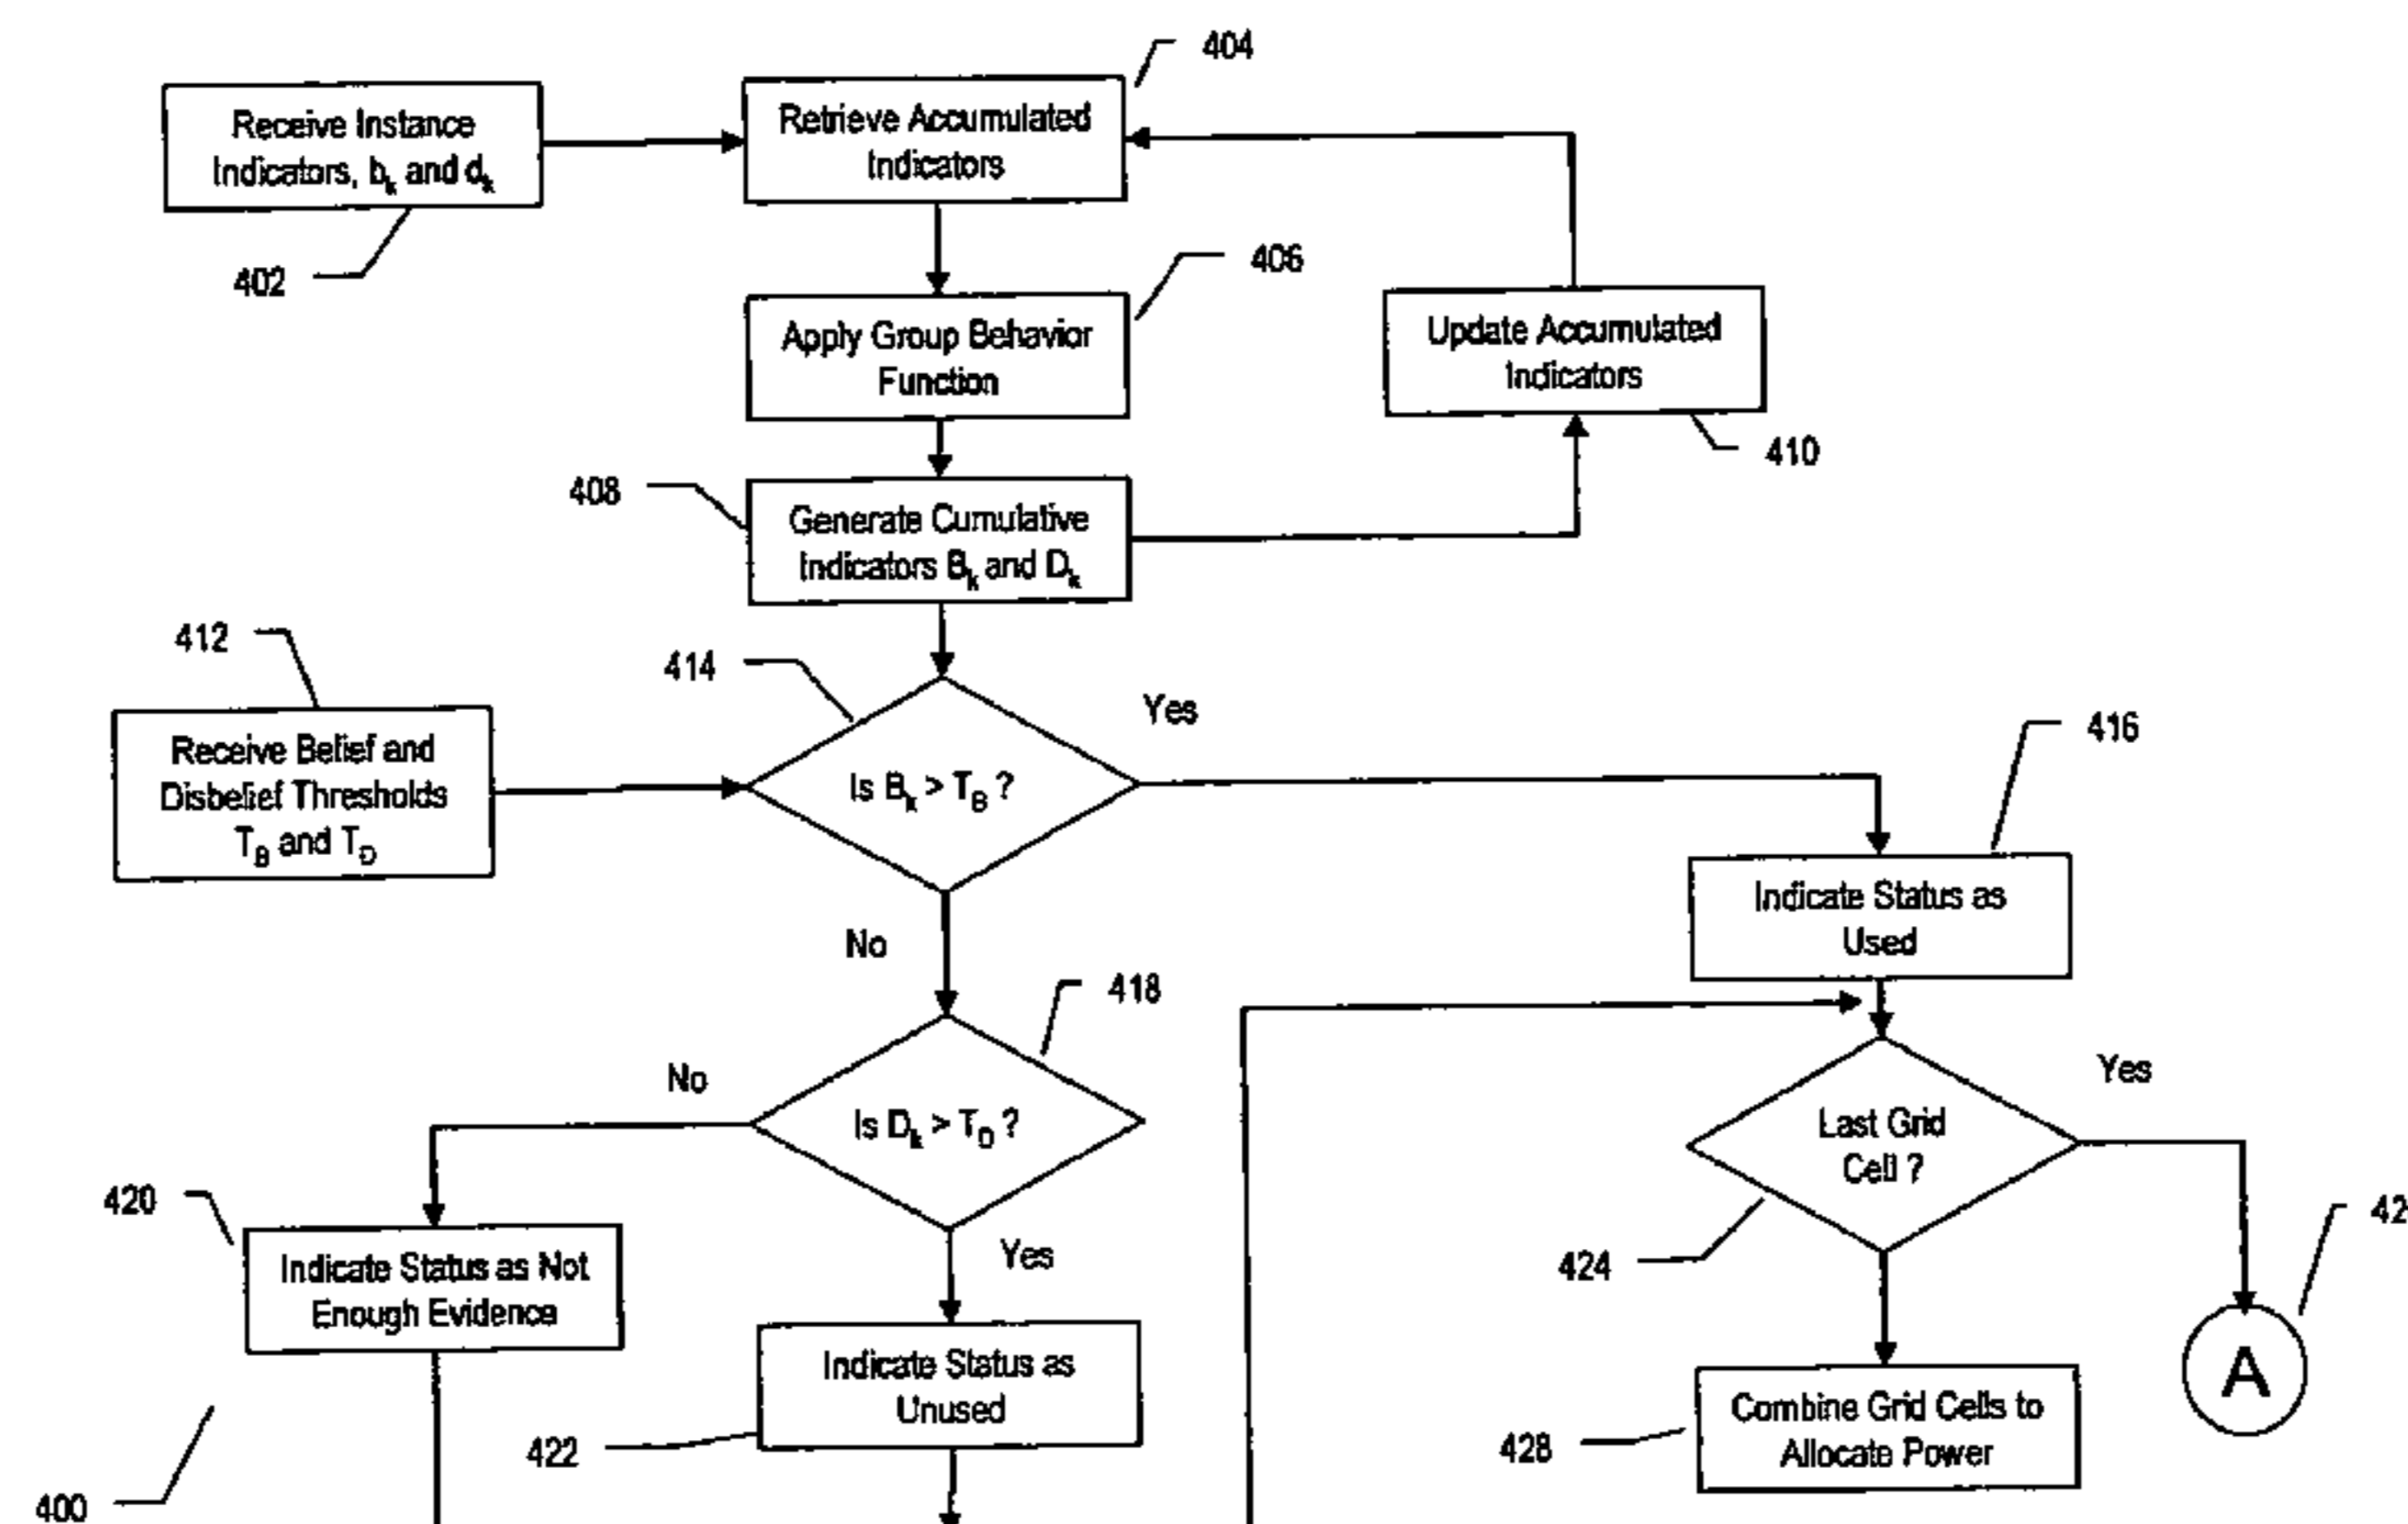 404
Receive Instance
Indicators, bk and dk
Retrieve Accumulated
Indicators
402
406
Apply Group Behavior
Function
Update Accumulated
Indicators
410
408
Generate Cumulative
Indicators Bk and Dk
412
414
Yes
416
Receive Belief and
Disbelief Thresholds
TB and TD
Is Bk > TB ?
Indicate Status as
Used
No
418
No
Is Dk > TD ?
Last Grid
Cell ?
Yes
420
Indicate Status as Not
Enough Evidence
Yes
424
42
Indicate Status as
Unused
422
A
Combine Grid Cells to
Allocate Power
428
400